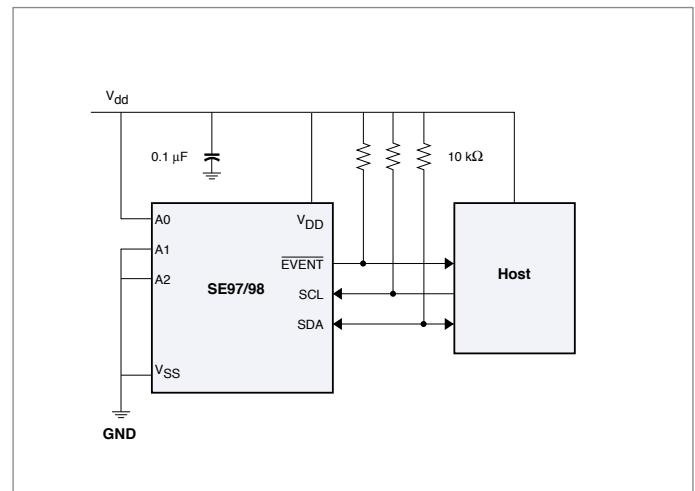 Vdd
0.1 µF
10 kΩ
A0
VDD
A1
EVENT
Host
A2
SE97/98
SCL
SDA
VSS
GND